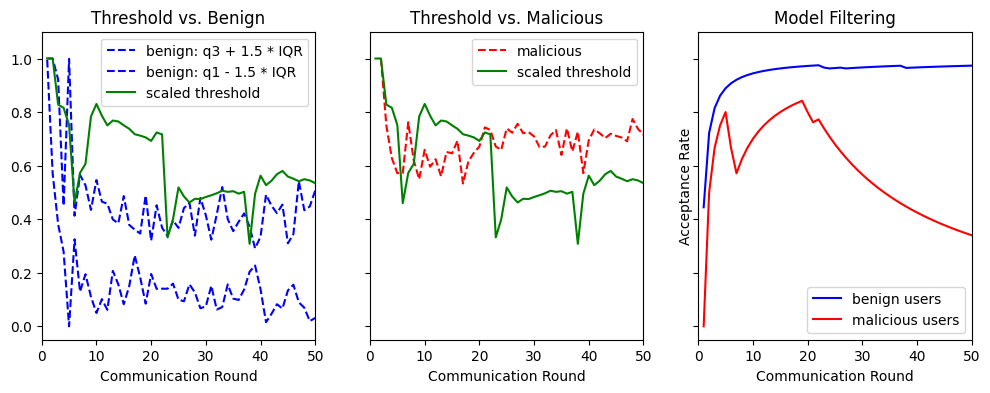 Threshold vs. Benign
benign: q3 + 1.5 * IQR
benign: q1 - 1.5 * IQR
scaled threshold
1.0
0.8
0.6
0.4
0.2
0.0
0 10 20 30 40 50
Communication Round
Threshold vs. Malicious
malicious
scaled threshold
0 10 20 30 40 50
Communication Round
Model Filtering
Acceptance Rate
benign users
malicious users
0 10 20 30 40 50
Communication Round